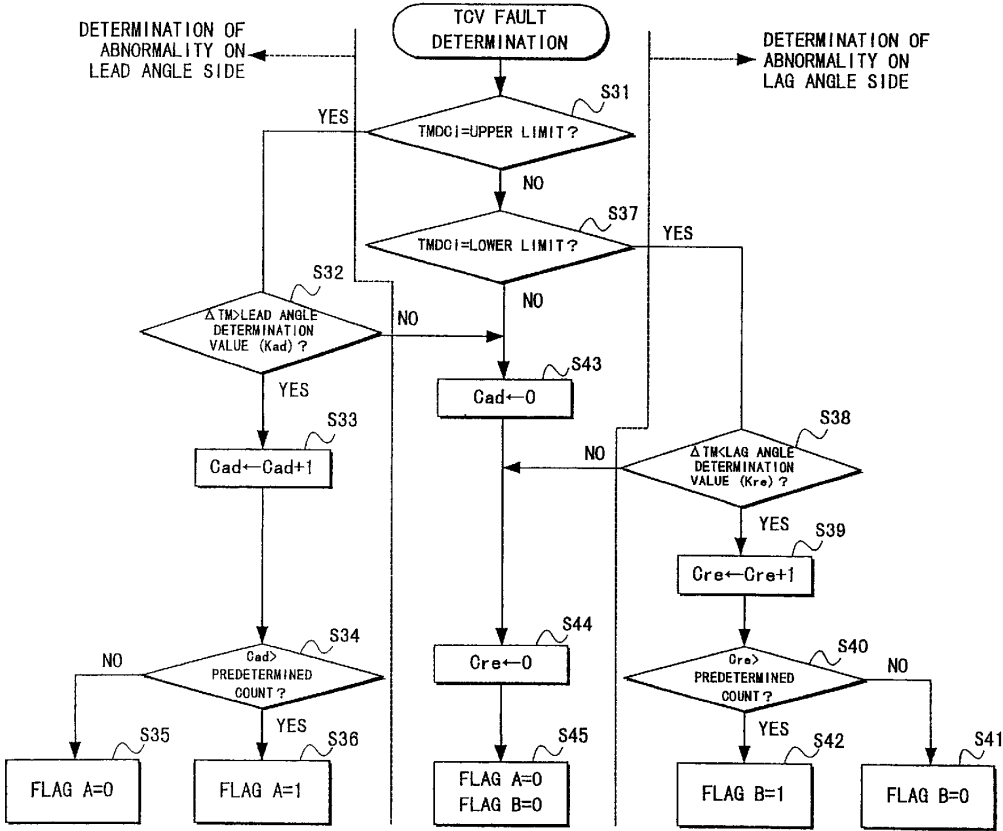 DETERMINATION OF
ABNORMALITY ON
LEAD ANGLE SIDE
TCV FAULT
DETERMINATION
DETERMINATION OF
ABNORMALITY ON
LAG ANGLE SIDE
S31
YES
TMDCi=UPPER LIMIT?
NO
S37
TMDCi=LOWER LIMIT?
YES
NO
S32
ΔTM>LEAD ANGLE
DETERMINATION
VALUE (Kad)?
NO
YES
S43
Cad←0
S33
Cad←Cad+1
S38
ΔTM<LAG ANGLE
DETERMINATION
VALUE (Kre)?
NO
YES
S39
Cre←Cre+1
S34
Cad>
PREDETERMINED
COUNT?
NO
YES
S44
Cre←0
S40
Cre>
PREDETERMINED
COUNT?
NO
YES
S35
FLAG A=0
S36
FLAG A=1
S45
FLAG A=0
FLAG B=0
S42
FLAG B=1
S41
FLAG B=0